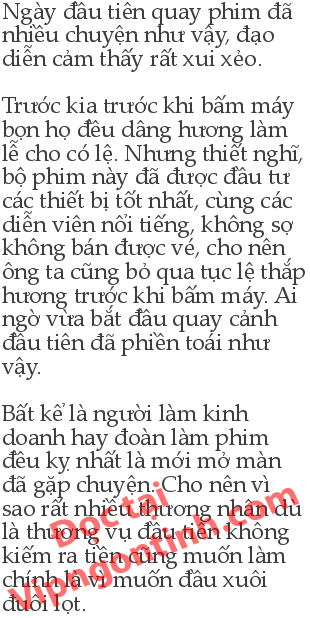 Ngày đầu tiên quay phim đã
nhiều chuyện như vậy, đạo
diễn cảm thấy rất xui xẻo.

Trước kia trước khi bấm máy
bọn họ đều dâng hương làm
lễ cho có lệ. Nhưng thiết nghĩ,
bộ phim này đã được đầu tư
các thiết bị tốt nhất, cùng các
diễn viên nổi tiếng, không sợ
không bán được vé, cho nên
ông ta cũng bỏ qua tục lệ thắp
hương trước khi bấm máy. Ai
ngờ vừa bắt đầu quay cảnh
đầu tiên đã phiền toái như
vậy.

Bất kể là người làm kinh
doanh hay đoàn làm phim
đều kỵ nhất là mới mở màn
đã gặp chuyện. Cho nên vì
sao rất nhiều thương nhân dù
là thương vụ đầu tiên không
kiếm ra tiền cũng muốn làm
chính là vì muốn đầu xuôi
đuôi lọt.
Đọc tại
Vipngontinh.com